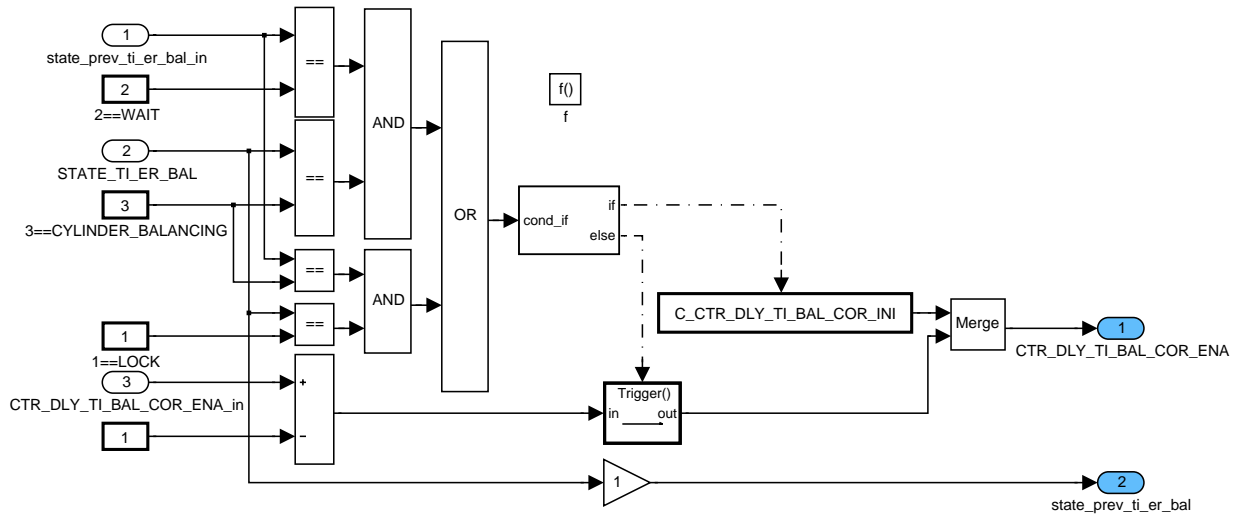 1
state_prev_ti_er_bal_in
2
2==WAIT
2
STATE_TI_ER_BAL
3
3==CYLINDER_BALANCING
1
1==LOCK
3
CTR_DLY_TI_BAL_COR_ENA_in
1
==
==
==
==
+
−
AND
AND
OR
f()
f
cond_if
if
else
C_CTR_DLY_TI_BAL_COR_INI
Trigger()
in
out
Merge
1
CTR_DLY_TI_BAL_COR_ENA
1
2
state_prev_ti_er_bal